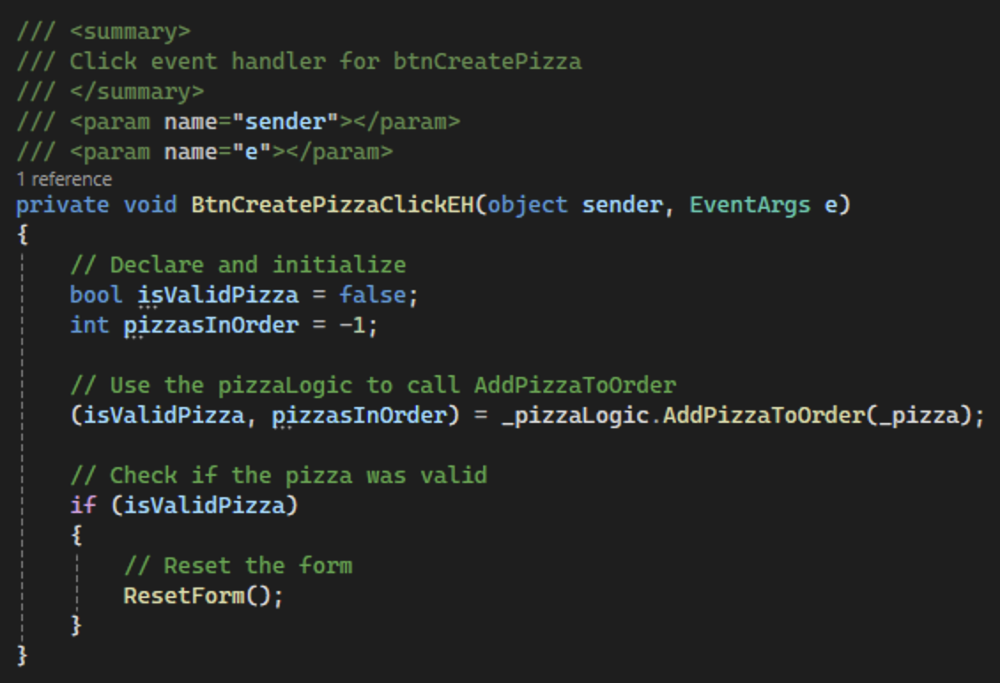 /// <summary>
/// Click event handler for btnCreatePizza
/// </summary>
/// <param name="sender"></param>
/// <param name="e"></param>
1 reference
private void BtnCreatePizzaClickEH(object sender, EventArgs e)
{
    // Declare and initialize
    bool isValidPizza = false;
    int pizzasInOrder = -1;

    // Use the pizzaLogic to call AddPizzaToOrder
    (isValidPizza, pizzasInOrder) = _pizzaLogic.AddPizzaToOrder(_pizza);

    // Check if the pizza was valid
    if (isValidPizza)
    {
        // Reset the form
        ResetForm();
    }
}